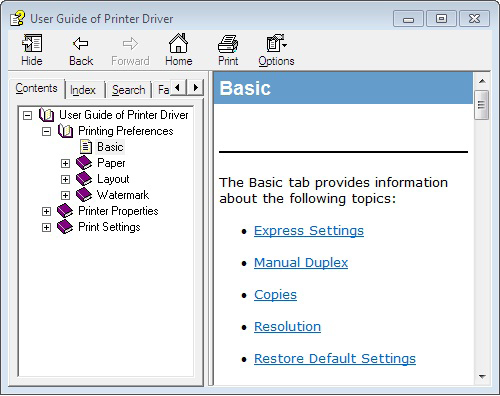 User Guide of Printer Driver
Hide Back Forward Home Print Options
Contents Index Search Fa
User Guide of Printer Driver
Printing Preferences
Basic
Paper
Layout
Watermark
Printer Properties
Print Settings
Basic
The Basic tab provides information
about the following topics:
• Express Settings
• Manual Duplex
• Copies
• Resolution
• Restore Default Settings